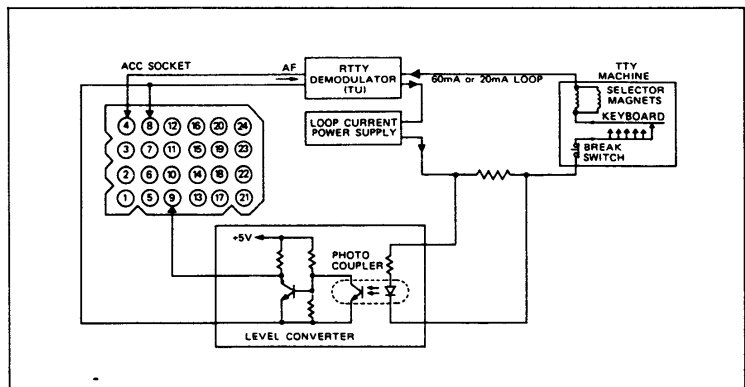 ACC SOCKET
AF
RTTY
DEMODULATOR
(TU)
60mA or 20mA LOOP
TTY
MACHINE
SELECTOR
MAGNETS
KEYBOARD
BREAK
SWITCH
LOOP CURRENT
POWER SUPPLY
4 8 12 16 20 24
3 7 11 15 19 23
2 6 10 14 18 22
1 5 9 13 17 21
+5V
PHOTO
COUPLER
LEVEL CONVERTER